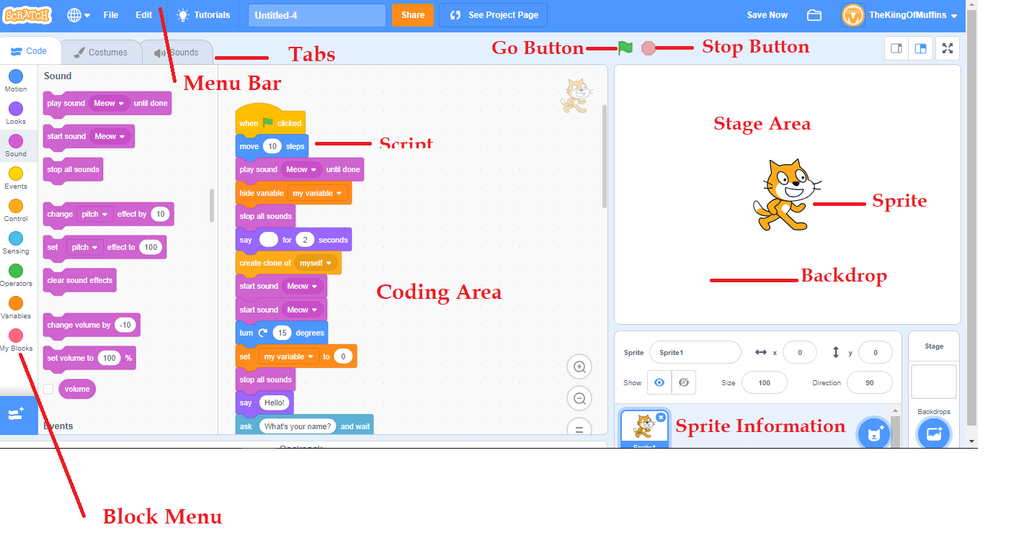 SCRATCH File Edit Tutorials Untitled-4 Share See Project Page Save Now TheKiingOfMuffins
Code Costumes Sounds Tabs Go Button Stop Button
Menu Bar
Motion
Looks
Sound
Events
Control
Sensing
Operators
Variables
My Blocks
Sound
play sound Meow until done
start sound Meow
stop all sounds
change pitch effect by 10
set pitch effect to 100
clear sound effects
change volume by -10
set volume to 100 %
volume
Events
when clicked
move 10 steps
Script
play sound Meow until done
hide variable my variable
stop all sounds
say for 2 seconds
create clone of myself
start sound Meow
start sound Meow
turn 15 degrees
set my variable to 0
stop all sounds
say Hello!
ask What's your name? and wait
Coding Area
Backpack
Stage Area
Sprite
Backdrop
Sprite Sprite1 x 0 y 0
Show Size 100 Direction 90
Sprite1
Sprite Information
Stage
Backdrops
Block Menu